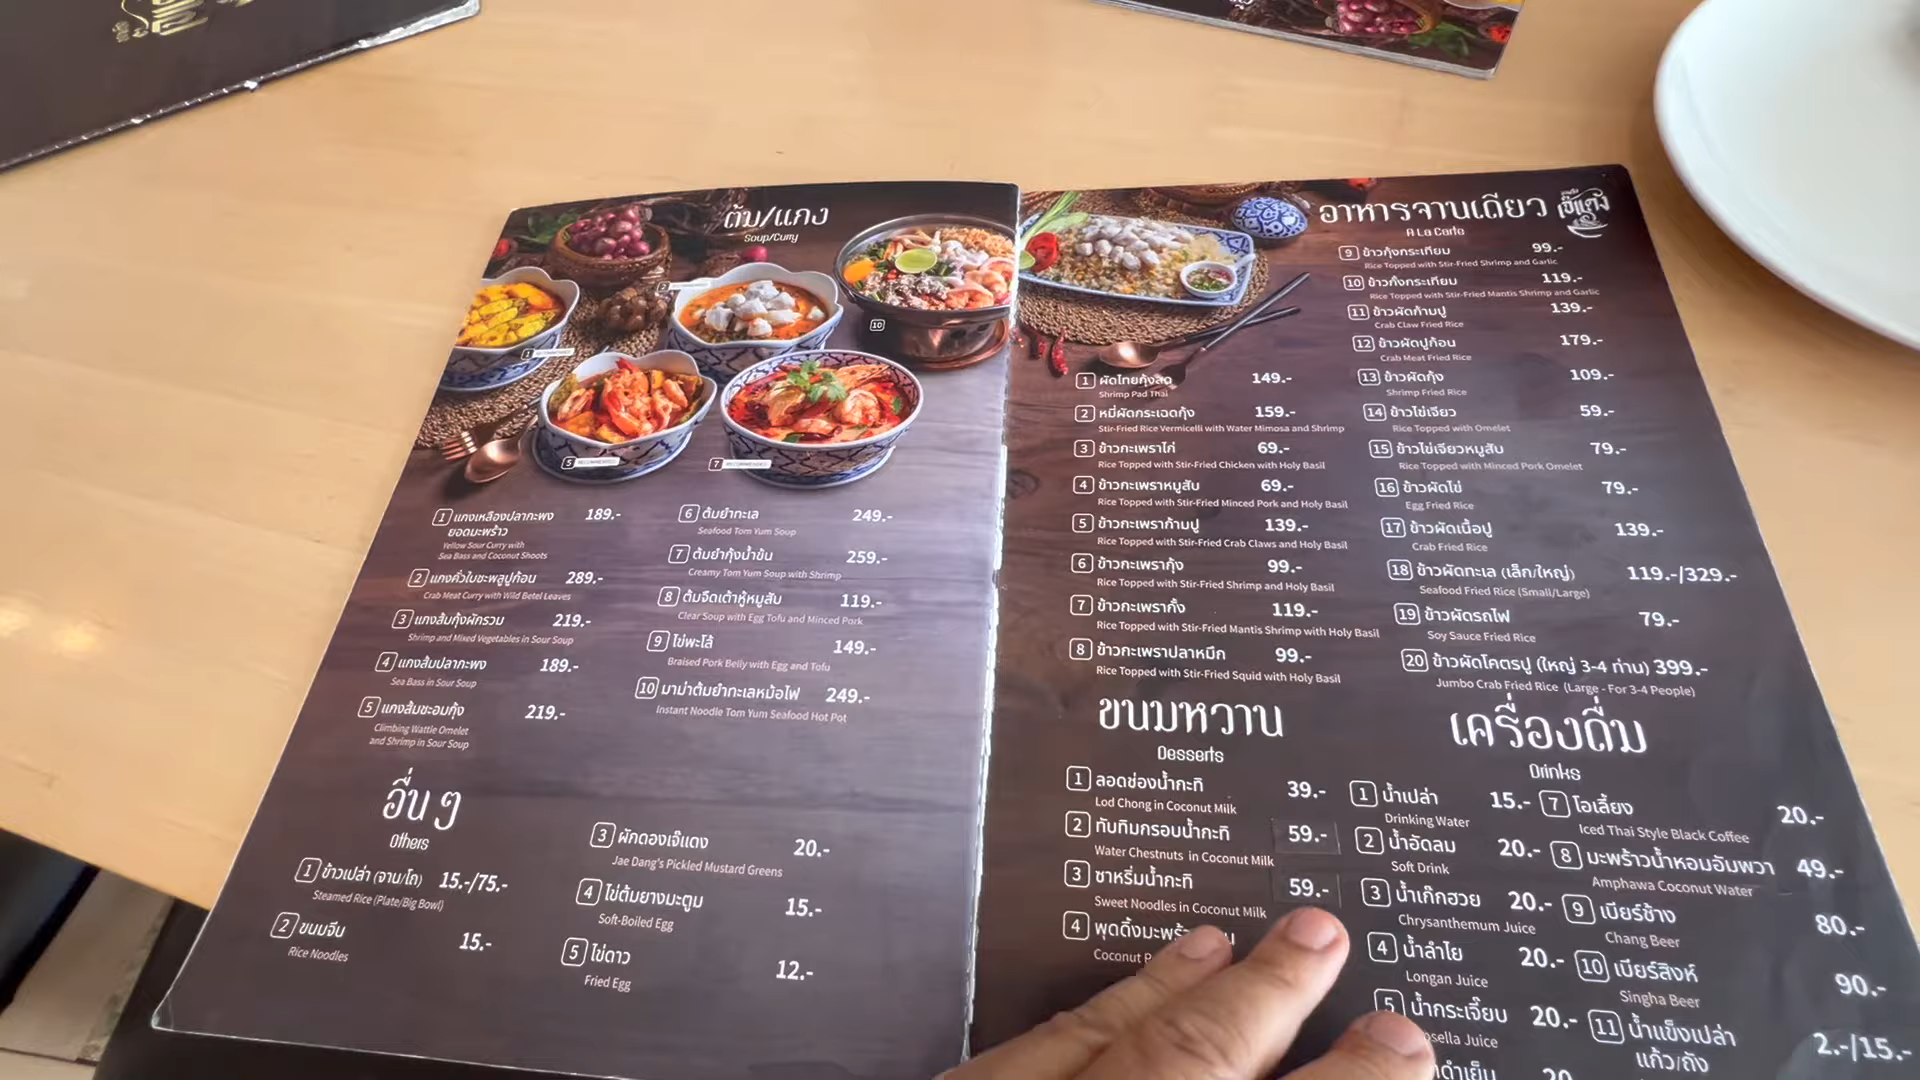 ต้ม/แกง
Soup/Curry
1 แกงเหลืองปลากะพง 189.-
ยอดมะพร้าว
Yellow Sour Curry with
Sea Bass and Coconut Shoots
2 แกงคั่วใบชะพลูปูก้อน 289.-
Crab Meat Curry with Wild Betel Leaves
3 แกงส้มกุ้งผักรวม 219.-
Shrimp and Mixed Vegetables in Sour Soup
4 แกงส้มปลากะพง 189.-
Sea Bass in Sour Soup
5 แกงส้มชะอมกุ้ง 219.-
Climbing Wattle Omelet
and Shrimp in Sour Soup
6 ต้มยำทะเล 249.-
Seafood Tom Yum Soup
7 ต้มยำกุ้งน้ำข้น 259.-
Creamy Tom Yum Soup with Shrimp
8 ต้มจืดเต้าหู้หมูสับ 119.-
Clear Soup with Egg Tofu and Minced Pork
9 ไข่พะโล้ 149.-
Braised Pork Belly with Egg and Tofu
10 มาม่าต้มยำทะเลหม้อไฟ 249.-
Instant Noodle Tom Yum Seafood Hot Pot
อื่น ๆ
Others
1 ข้าวเปล่า (จาน/โถ) 15.-/75.-
Steamed Rice (Plate/Big Bowl)
2 ขนมจีน 15.-
Rice Noodles
3 ผักดองเจ๊แดง 20.-
Jae Dang's Pickled Mustard Greens
4 ไข่ต้มยางมะตูม 15.-
Soft-Boiled Egg
5 ไข่ดาว 12.-
Fried Egg
อาหารจานเดียว
A La Carte
เจ๊แดง
1 ผัดไทยกุ้งสด 149.-
Shrimp Pad Thai
2 หมี่ผัดกระเฉดกุ้ง 159.-
Stir-Fried Rice Vermicelli with Water Mimosa and Shrimp
3 ข้าวกะเพราไก่ 69.-
Rice Topped with Stir-Fried Chicken with Holy Basil
4 ข้าวกะเพราหมูสับ 69.-
Rice Topped with Stir-Fried Minced Pork and Holy Basil
5 ข้าวกะเพราก้ามปู 139.-
Rice Topped with Stir-Fried Crab Claws and Holy Basil
6 ข้าวกะเพรากุ้ง 99.-
Rice Topped with Stir-Fried Shrimp and Holy Basil
7 ข้าวกะเพรากั้ง 119.-
Rice Topped with Stir-Fried Mantis Shrimp with Holy Basil
8 ข้าวกะเพราปลาหมึก 99.-
Rice Topped with Stir-Fried Squid with Holy Basil
9 ข้าวกุ้งกระเทียม 99.-
Rice Topped with Stir-Fried Shrimp and Garlic
10 ข้าวกั้งกระเทียม 119.-
Rice Topped with Stir-Fried Mantis Shrimp and Garlic
11 ข้าวผัดก้ามปู 139.-
Crab Claw Fried Rice
12 ข้าวผัดปูก้อน 179.-
Crab Meat Fried Rice
13 ข้าวผัดกุ้ง 109.-
Shrimp Fried Rice
14 ข้าวไข่เจียว 59.-
Rice Topped with Omelet
15 ข้าวไข่เจียวหมูสับ 79.-
Rice Topped with Minced Pork Omelet
16 ข้าวผัดไข่ 79.-
Egg Fried Rice
17 ข้าวผัดเนื้อปู 139.-
Crab Fried Rice
18 ข้าวผัดทะเล (เล็ก/ใหญ่) 119.-/329.-
Seafood Fried Rice (Small/Large)
19 ข้าวผัดรถไฟ 79.-
Soy Sauce Fried Rice
20 ข้าวผัดโคตรปู (ใหญ่ 3-4 ท่าน) 399.-
Jumbo Crab Fried Rice (Large - For 3-4 People)
ขนมหวาน
Desserts
1 ลอดช่องน้ำกะทิ 39.-
Lod Chong in Coconut Milk
2 ทับทิมกรอบน้ำกะทิ 59.-
Water Chestnuts in Coconut Milk
3 ซาหริ่มน้ำกะทิ 59.-
Sweet Noodles in Coconut Milk
4
Coconut
เครื่องดื่ม
Drinks
1 น้ำเปล่า 15.-
Drinking Water
2 น้ำอัดลม 20.-
Soft Drink
3 น้ำเก๊กฮวย 20.-
Chrysanthemum Juice
4 น้ำลำไย 20.-
Longan Juice
5 น้ำกระเจี๊ยบ 20.-
Juice
20
7 โอเลี้ยง 20.-
Iced Thai Style Black Coffee
8 มะพร้าวน้ำหอมอัมพวา 49.-
Amphawa Coconut Water
9 เบียร์ช้าง 80.-
Chang Beer
10 เบียร์สิงห์ 90.-
Singha Beer
11 น้ำแข็งเปล่า 2.-/15.-
แก้ว/ถัง